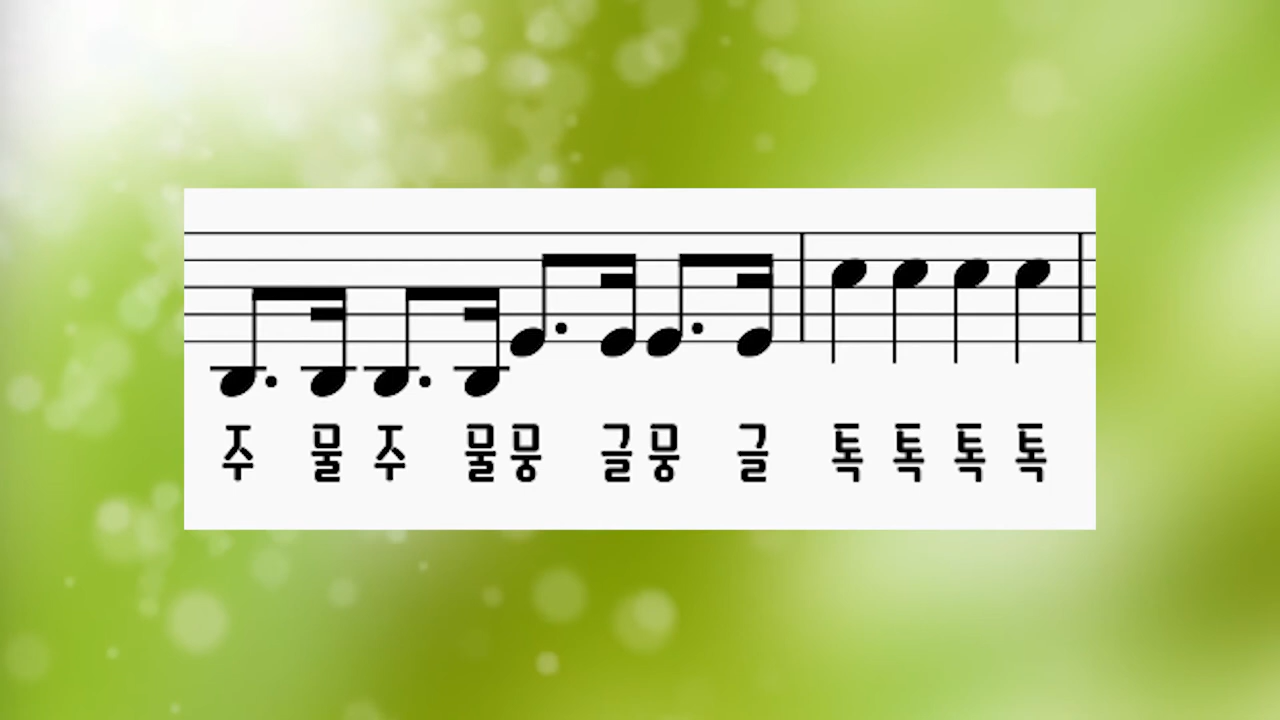 주 물 주 물 뭉 글 뭉 글 톡 톡 톡 톡